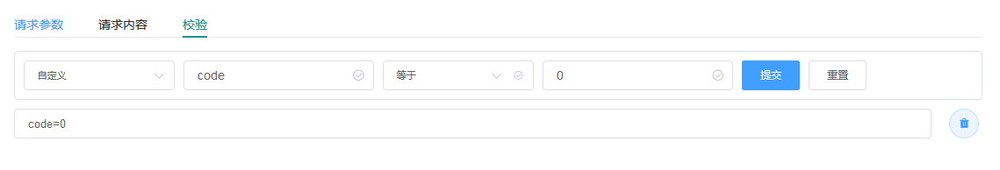 请求参数 请求内容 校验
自定义 code 等于 0 提交 重置
code=0